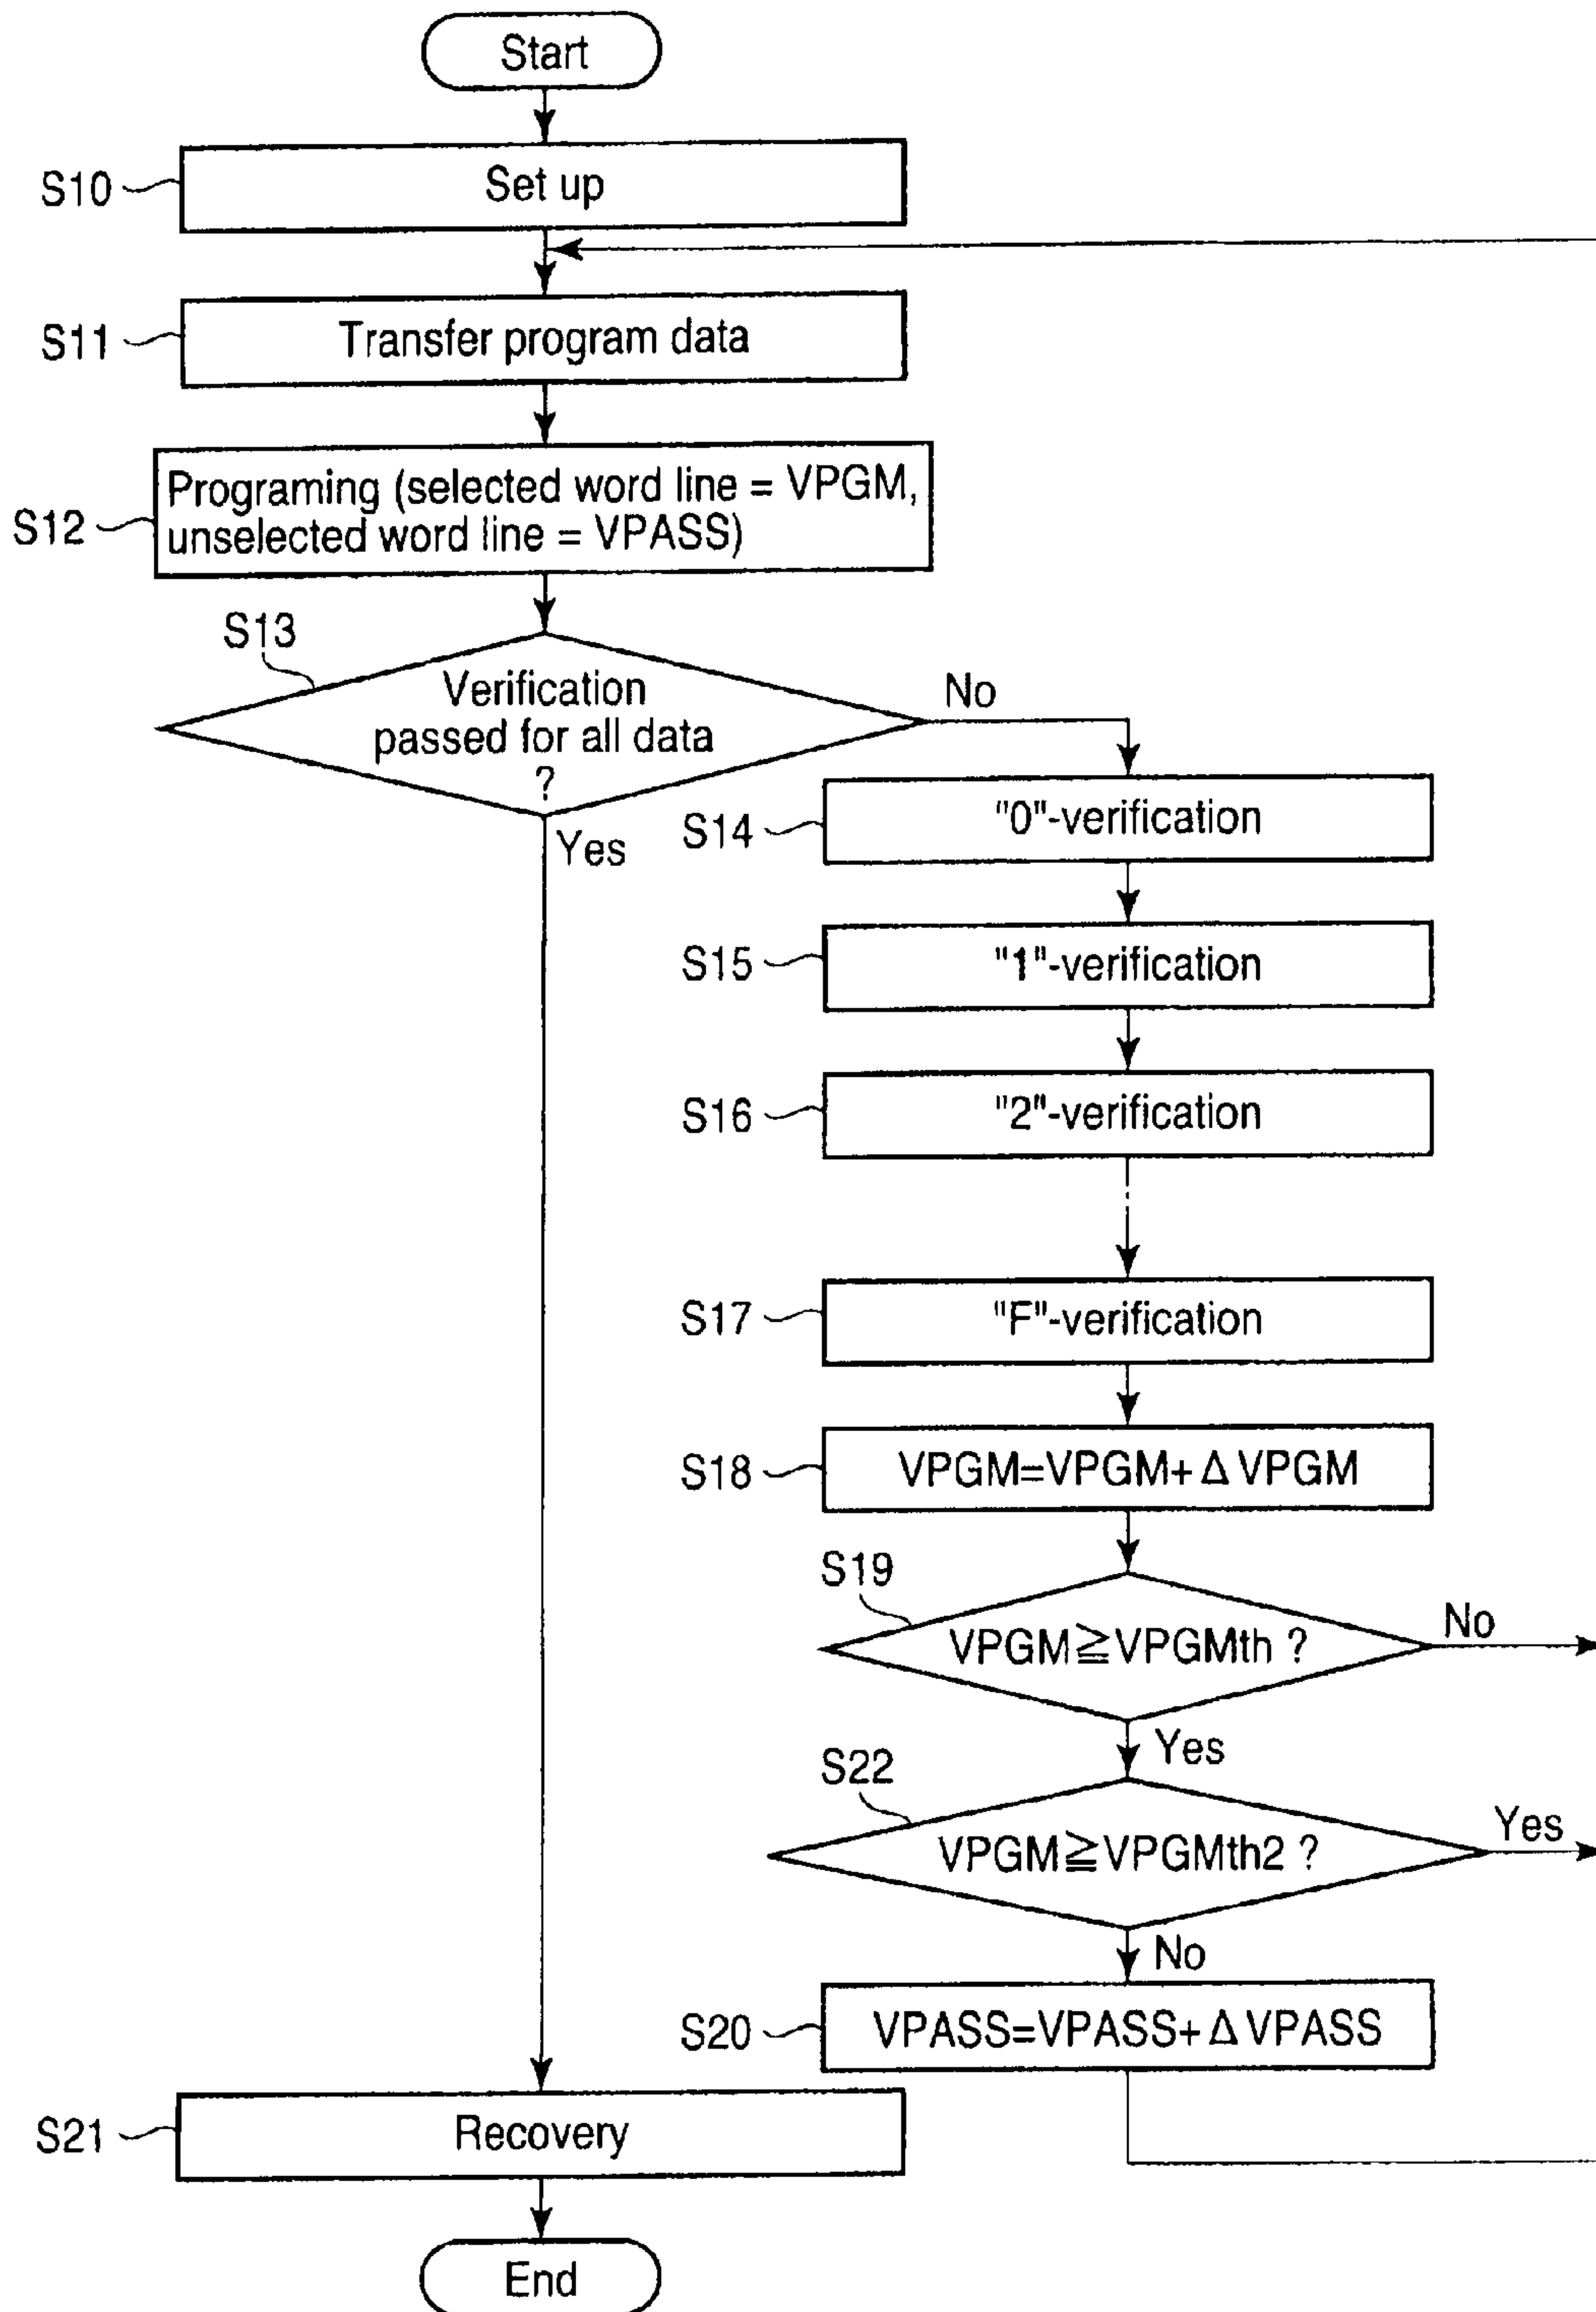 Start
S10
Set up
S11
Transfer program data
S12
Programing (selected word line = VPGM,
unselected word line = VPASS)
S13
Verification
passed for all data
?
No
Yes
S14
"0"-verification
S15
"1"-verification
S16
"2"-verification
S17
"F"-verification
S18
VPGM=VPGM+ Δ VPGM
S19
VPGM≧VPGMth ?
No
Yes
S22
VPGM≧VPGMth2 ?
Yes
No
S20
VPASS=VPASS+ Δ VPASS
S21
Recovery
End